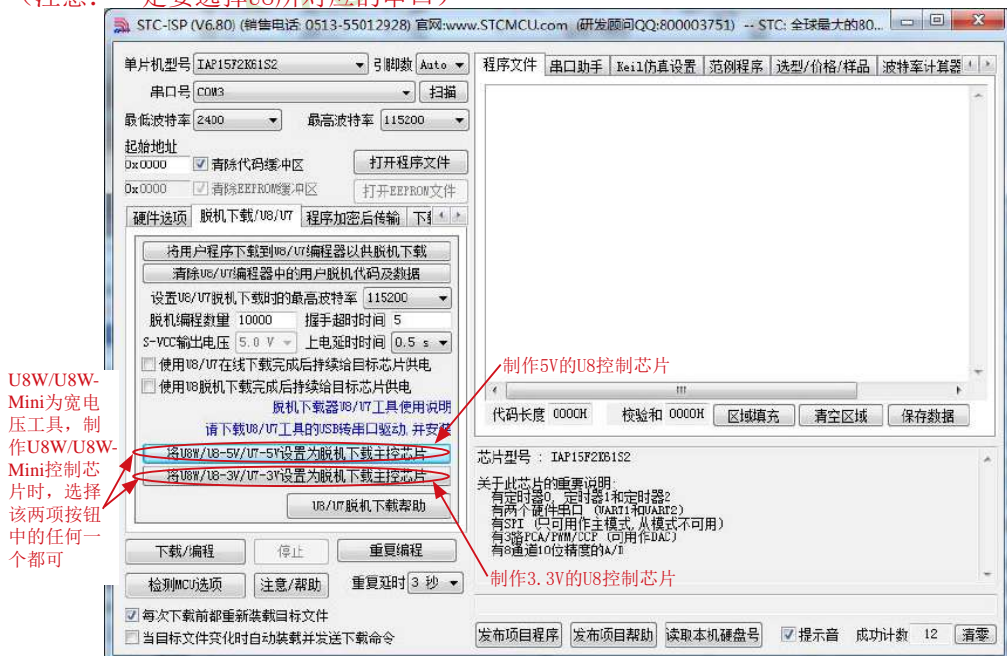 （注意：一定要选择U8所对应的串口）
STC-ISP (V6.80) (销售电话: 0513-55012928) 官网:www.STCMCU.com (研发顾问QQ:800003751) -- STC: 全球最大的80...
单片机型号 IAP15F2K61S2 引脚数 Auto
串口号 COM3 扫描
最低波特率 2400 最高波特率 115200
起始地址
0x0000 清除代码缓冲区 打开程序文件
0x0000 清除EEPROM缓冲区 打开EEPROM文件
硬件选项 脱机下载/U8/U7 程序加密后传输 下载
将用户程序下载到U8/U7编程器以供脱机下载
清除U8/U7编程器中的用户脱机代码及数据
设置U8/U7脱机下载时的最高波特率 115200
脱机编程数量 10000 握手超时时间 5
S-VCC输出电压 5.0 V 上电延时时间 0.5 s
使用U8/U7在线下载完成后持续给目标芯片供电
使用U8脱机下载完成后持续给目标芯片供电
脱机下载器U8/U7工具使用说明
请下载U8/U7工具的USB转串口驱动,并安装
将U8W/U8-5V/U7-5V设置为脱机下载主控芯片
将U8W/U8-3V/U7-3V设置为脱机下载主控芯片
U8/U7脱机下载帮助
下载/编程 停止 重复编程
检测MCU选项 注意/帮助 重复延时 3 秒
每次下载前都重新装载目标文件
当目标文件变化时自动装载并发送下载命令
U8W/U8W-
Mini为宽电
压工具，制
作U8W/U8W-
Mini控制芯
片时，选择
该两项按钮
中的任何一
个都可
程序文件 串口助手 Keil仿真设置 范例程序 选型/价格/样品 波特率计算器
制作5V的U8控制芯片
代码长度 0000H 校验和 0000H 区域填充 清空区域 保存数据
芯片型号 : IAP15F2K61S2
关于此芯片的重要说明:
有定时器0, 定时器1和定时器2
有两个硬件串口 (UART1和UART2)
有SPI (只可用作主模式,从模式不可用)
有3路PCA/PWM/CCP (可用作DAC)
有8通道10位精度的A/D
制作3.3V的U8控制芯片
发布项目程序 发布项目帮助 读取本机硬盘号 提示音 成功计数 12 清零